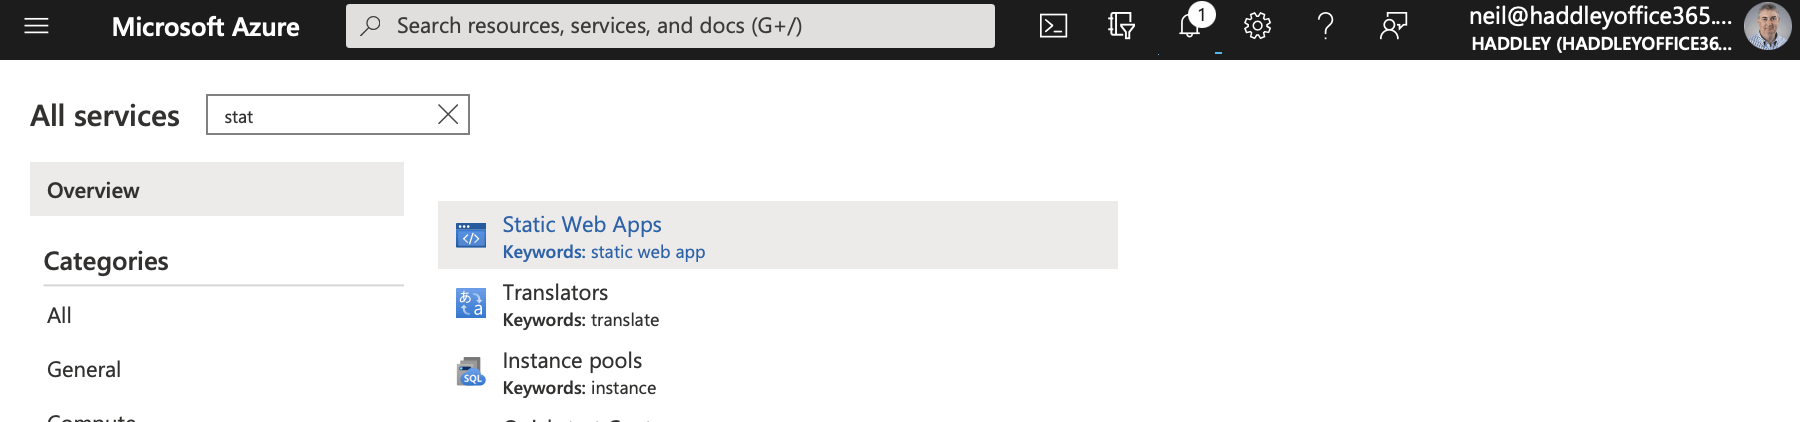 Microsoft Azure
Search resources, services, and docs (G+/)
1
neil@haddleyoffice365....
HADDLEY (HADDLEYOFFICE36...
All services
stat
Overview
Categories
All
General
Compute
Static Web Apps
Keywords: static web app
Translators
Keywords: translate
Instance pools
Keywords: instance